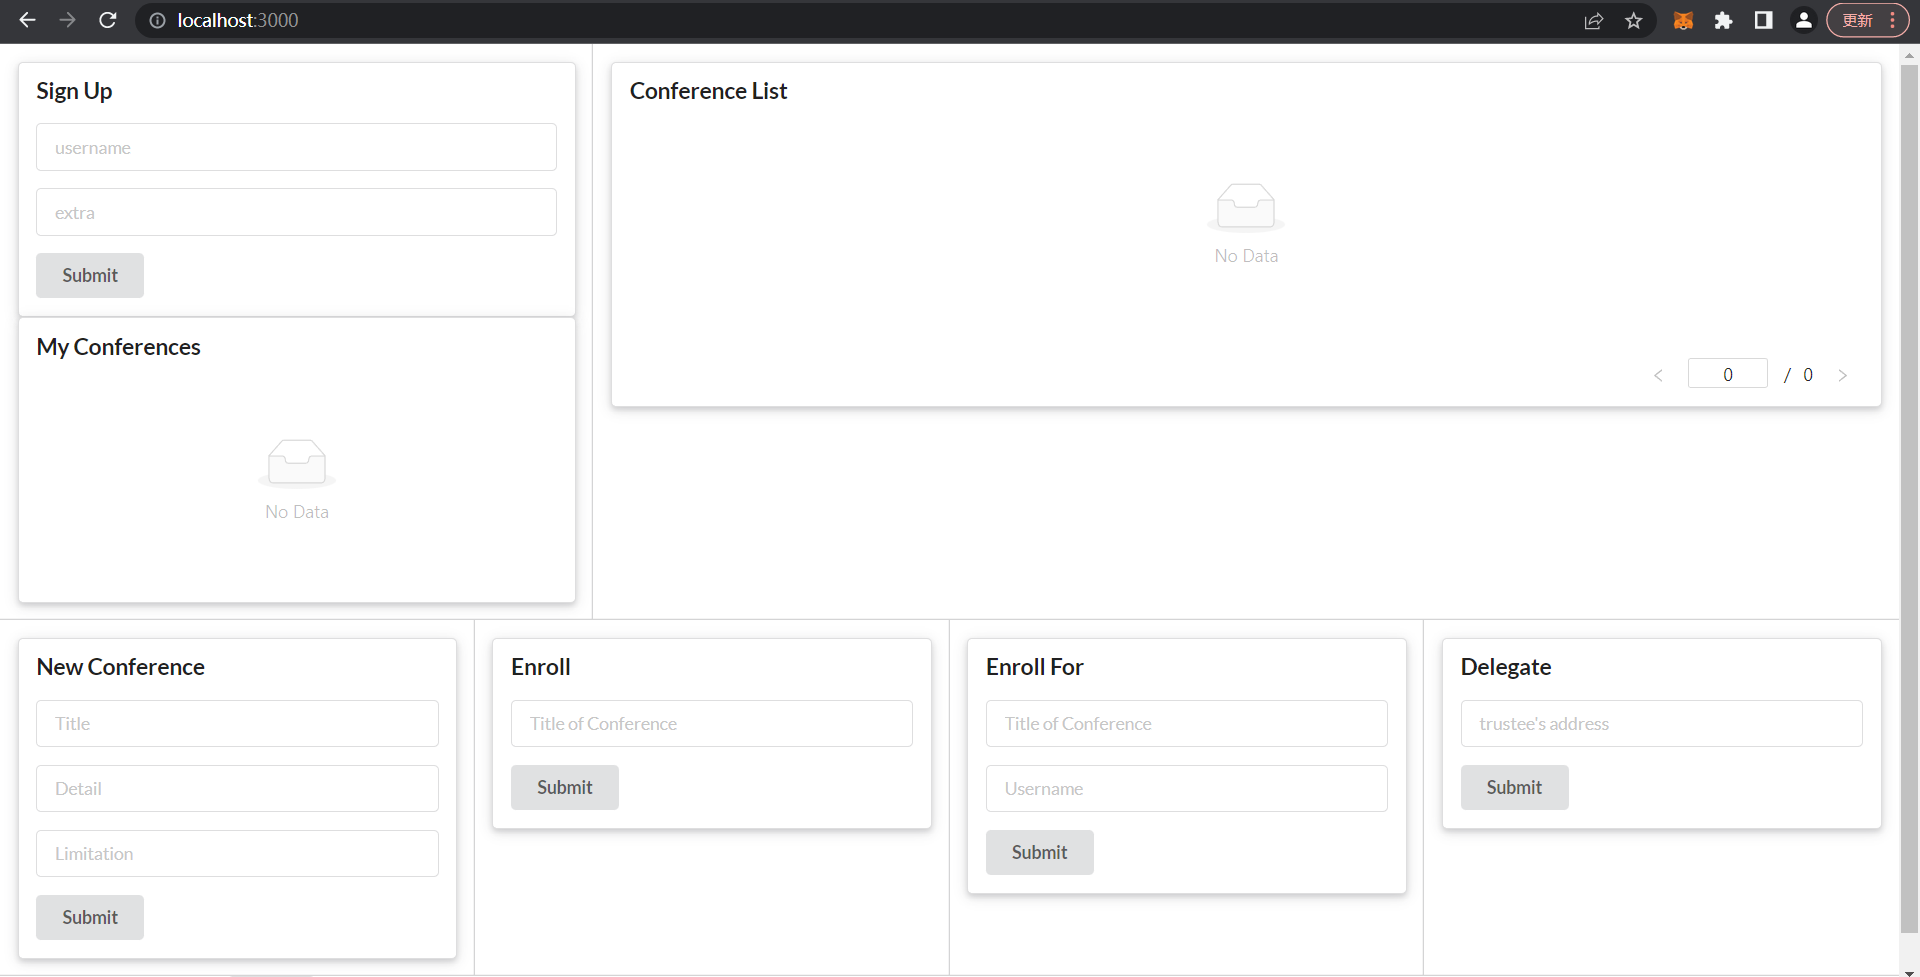 localhost:3000
更新
Sign Up
username
extra
Submit
My Conferences
No Data
Conference List
No Data
< 0 / 0 >
New Conference
Title
Detail
Limitation
Submit
Enroll
Title of Conference
Submit
Enroll For
Title of Conference
Username
Submit
Delegate
trustee's address
Submit